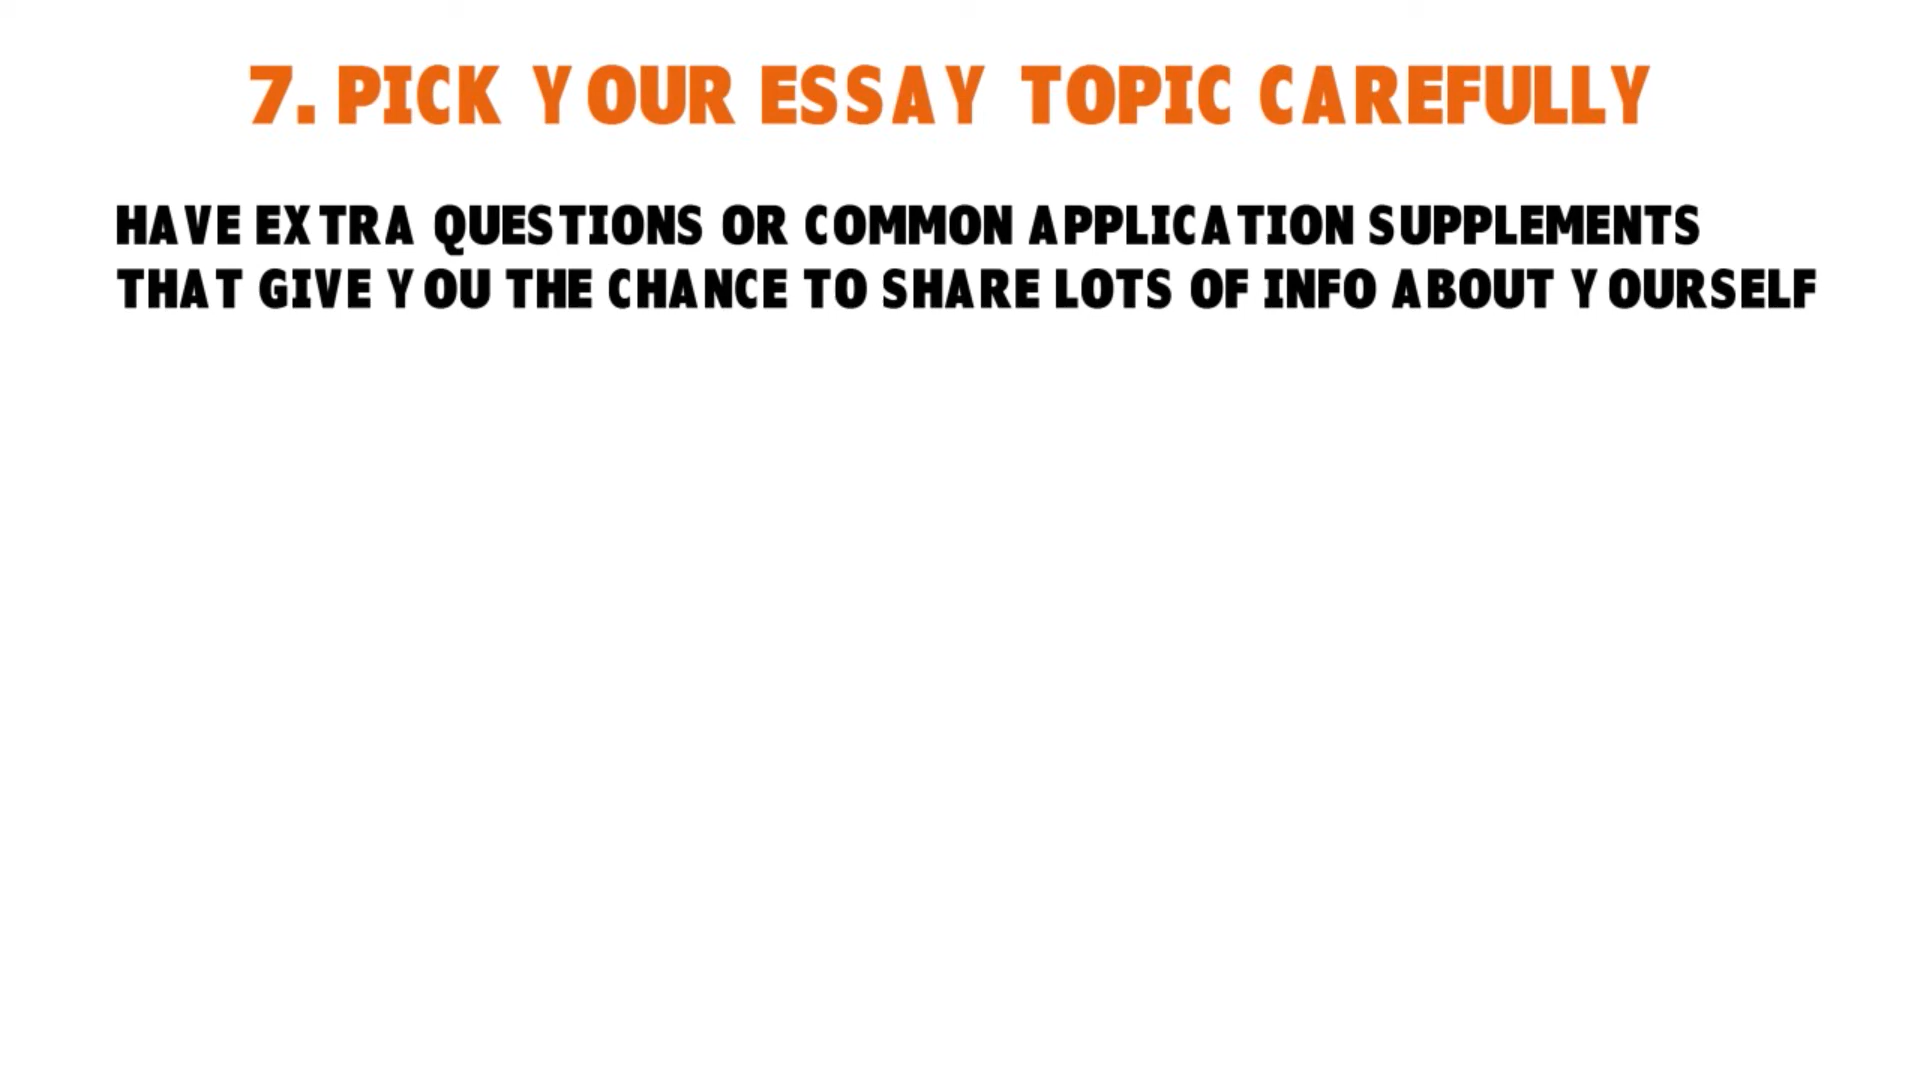 7. PICK YOUR ESSAY TOPIC CAREFULLY
HAVE EXTRA QUESTIONS OR COMMON APPLICATION SUPPLEMENTS
THAT GIVE YOU THE CHANCE TO SHARE LOTS OF INFO ABOUT YOURSELF